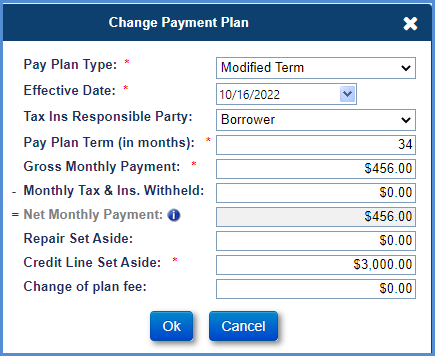 Change Payment Plan ✖
Pay Plan Type: * Modified Term
Effective Date: * 10/16/2022
Tax Ins Responsible Party: Borrower
Pay Plan Term (in months): * 34
Gross Monthly Payment: * $456.00
- Monthly Tax & Ins. Withheld: $0.00
= Net Monthly Payment: i $456.00
Repair Set Aside: $0.00
Credit Line Set Aside: * $3,000.00
Change of plan fee: $0.00
Ok Cancel